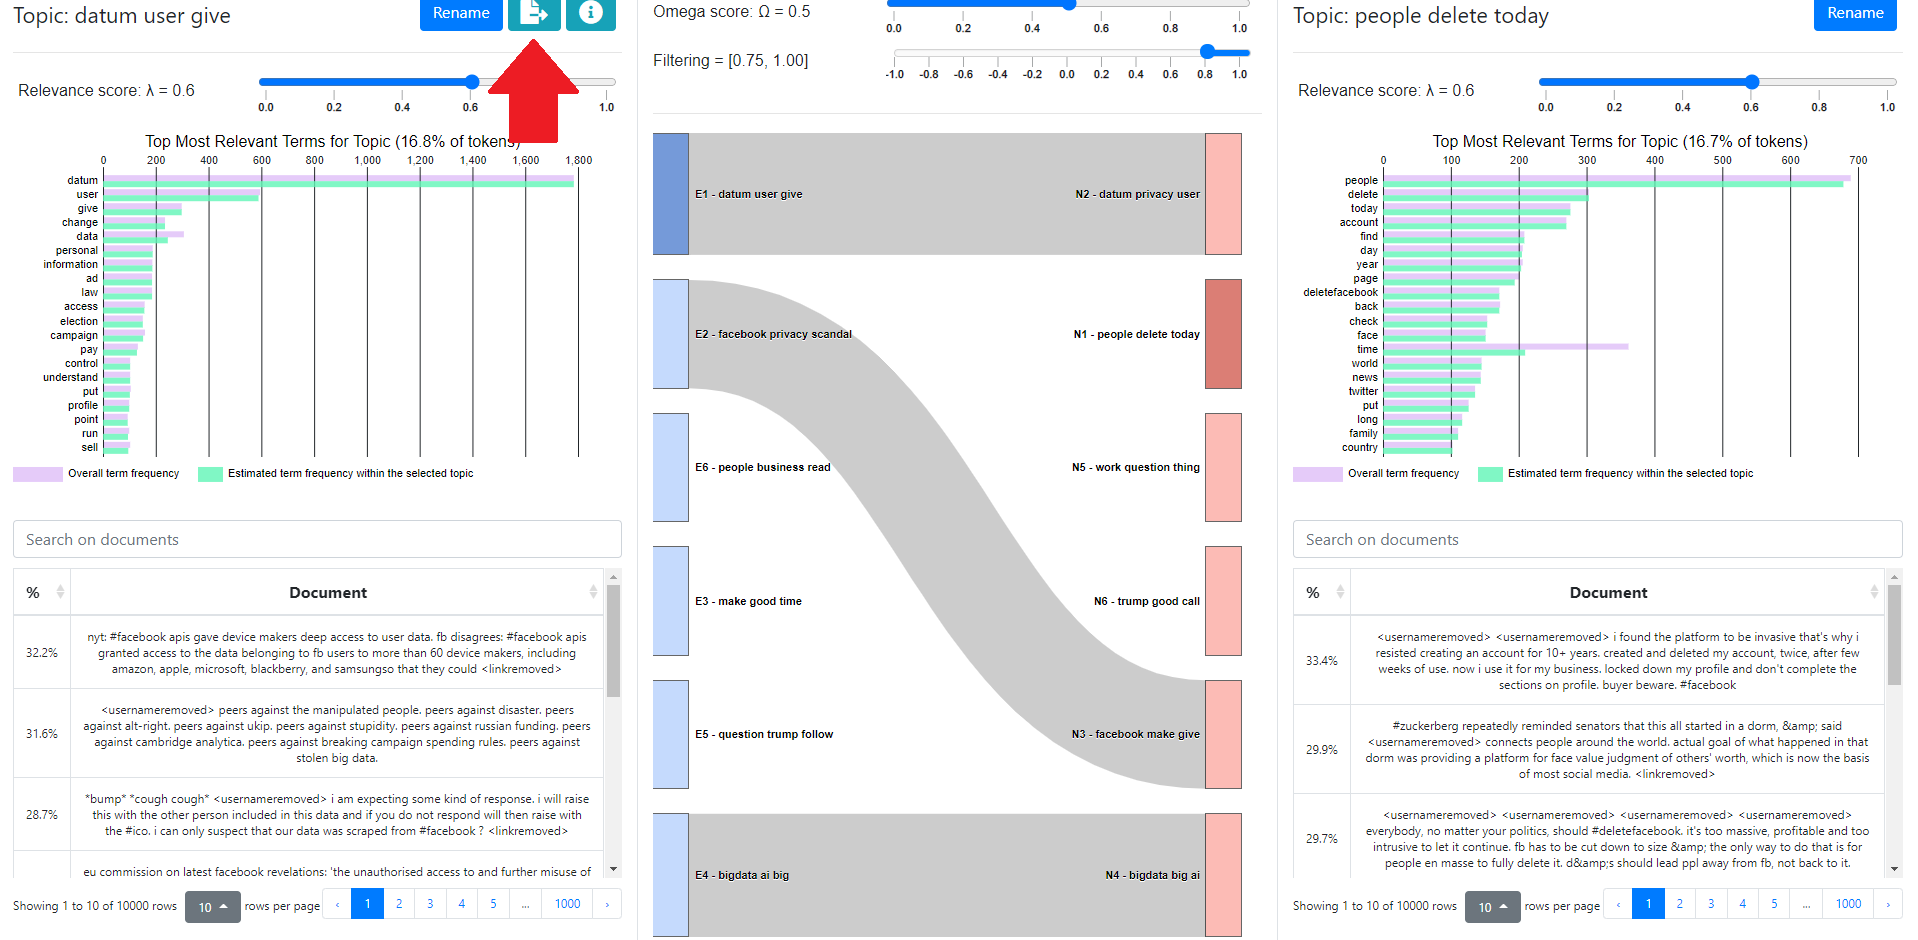 Topic: datum user give
Rename
Relevance score: λ = 0.6
0.0 0.2 0.4 0.6 1.0
Top Most Relevant Terms for Topic (16.8% of tokens)
0 200 400 600 800 1,000 1,200 1,400 1,600 1,800
datum
user
give
change
data
personal
information
ad
law
access
election
campaign
pay
control
understand
put
profile
point
run
sell
Overall term frequency
Estimated term frequency within the selected topic
Search on documents
% Document
32.2%
nyt: #facebook apis gave device makers deep access to user data. fb disagrees: #facebook apis
granted access to the data belonging to fb users to more than 60 device makers, including
amazon, apple, microsoft, blackberry, and samsungso that they could <linkremoved>
31.6%
<usernameremoved> peers against the manipulated people. peers against disaster. peers
against alt-right. peers against ukip. peers against stupidity. peers against russian funding. peers
against cambridge analytica. peers against breaking campaign spending rules. peers against
stolen big data.
28.7%
*bump* *cough cough* <usernameremoved> i am expecting some kind of response. i will raise
this with the other person included in this data and if you do not respond will then raise with
the #ico. i can only suspect that our data was scraped from #facebook ? <linkremoved>
eu commission on latest facebook revelations: 'the unauthorised access to and further misuse of
Showing 1 to 10 of 10000 rows 10 rows per page ‹ 1 2 3 4 5 ... 1000 ›
Omega score: Ω = 0.5
0.0 0.2 0.4 0.6 0.8 1.0
Filtering = [0.75, 1.00]
-1.0 -0.8 -0.6 -0.4 -0.2 0.0 0.2 0.4 0.6 0.8 1.0
E1 - datum user give
N2 - datum privacy user
E2 - facebook privacy scandal
N1 - people delete today
E6 - people business read
N5 - work question thing
E3 - make good time
N6 - trump good call
E5 - question trump follow
N3 - facebook make give
E4 - bigdata ai big
N4 - bigdata big ai
Topic: people delete today
Rename
Relevance score: λ = 0.6
0.0 0.2 0.4 0.6 0.8 1.0
Top Most Relevant Terms for Topic (16.7% of tokens)
0 100 200 300 400 500 600 700
people
delete
today
account
find
day
year
page
deletefacebook
back
check
face
time
world
news
twitter
put
long
family
country
Overall term frequency
Estimated term frequency within the selected topic
Search on documents
% Document
33.4%
<usernameremoved> <usernameremoved> i found the platform to be invasive that's why i
resisted creating an account for 10+ years. created and deleted my account, twice, after few
weeks of use. now i use it for my business. locked down my profile and don't complete the
sections on profile. buyer beware. #facebook
29.9%
#zuckerberg repeatedly reminded senators that this all started in a dorm, &amp; said
<usernameremoved> connects people around the world. actual goal of what happened in that
dorm was providing a platform for face value judgment of others' worth, which is now the basis
of most social media. <linkremoved>
29.7%
<usernameremoved> <usernameremoved> <usernameremoved> <usernameremoved>
everybody, no matter your politics, should #deletefacebook. it's too massive, profitable and too
intrusive to let it continue. fb has to be cut down to size &amp; the only way to do that is for
people en masse to fully delete it. d&amp;s should lead ppl away from fb, not back to it.
Showing 1 to 10 of 10000 rows 10 rows per page ‹ 1 2 3 4 5 ... 1000 ›